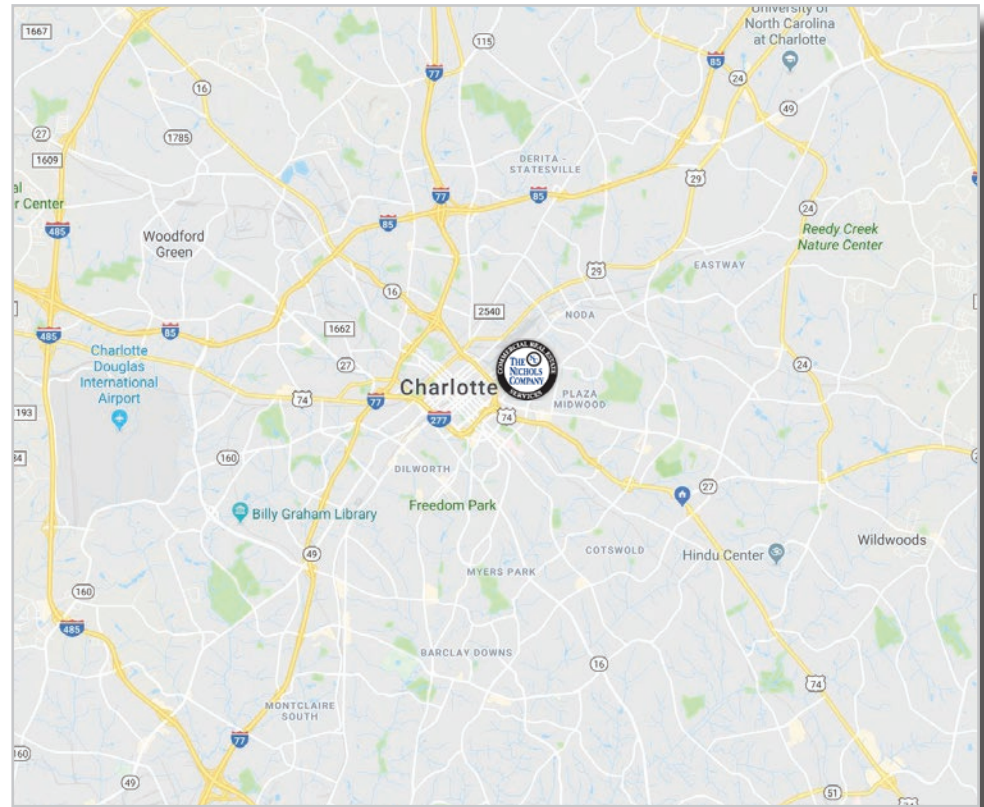 University of
North Carolina
at Charlotte
1667
115
77
85
24
16
49
27
1785
1609
DERITA -
STATESVILLE
29
r Center
77
85
85
485
24
Reedy Creek
Nature Center
Woodford
Green
EASTWAY
29
16
2540
NODA
1662
485
85
COMMERCIAL REAL ESTATE
THE
NICHOLS
COMPANY
SERVICES
Charlotte
Douglas
International
Airport
27
24
Charlotte
74
77
277
74
PLAZA
MIDWOOD
193
160
DILWORTH
27
Freedom Park
Billy Graham Library
49
COTSWOLD
Hindu Center
Wildwoods
MYERS PARK
160
485
BARCLAY DOWNS
16
74
MONTCLAIRE
SOUTH
77
49
51